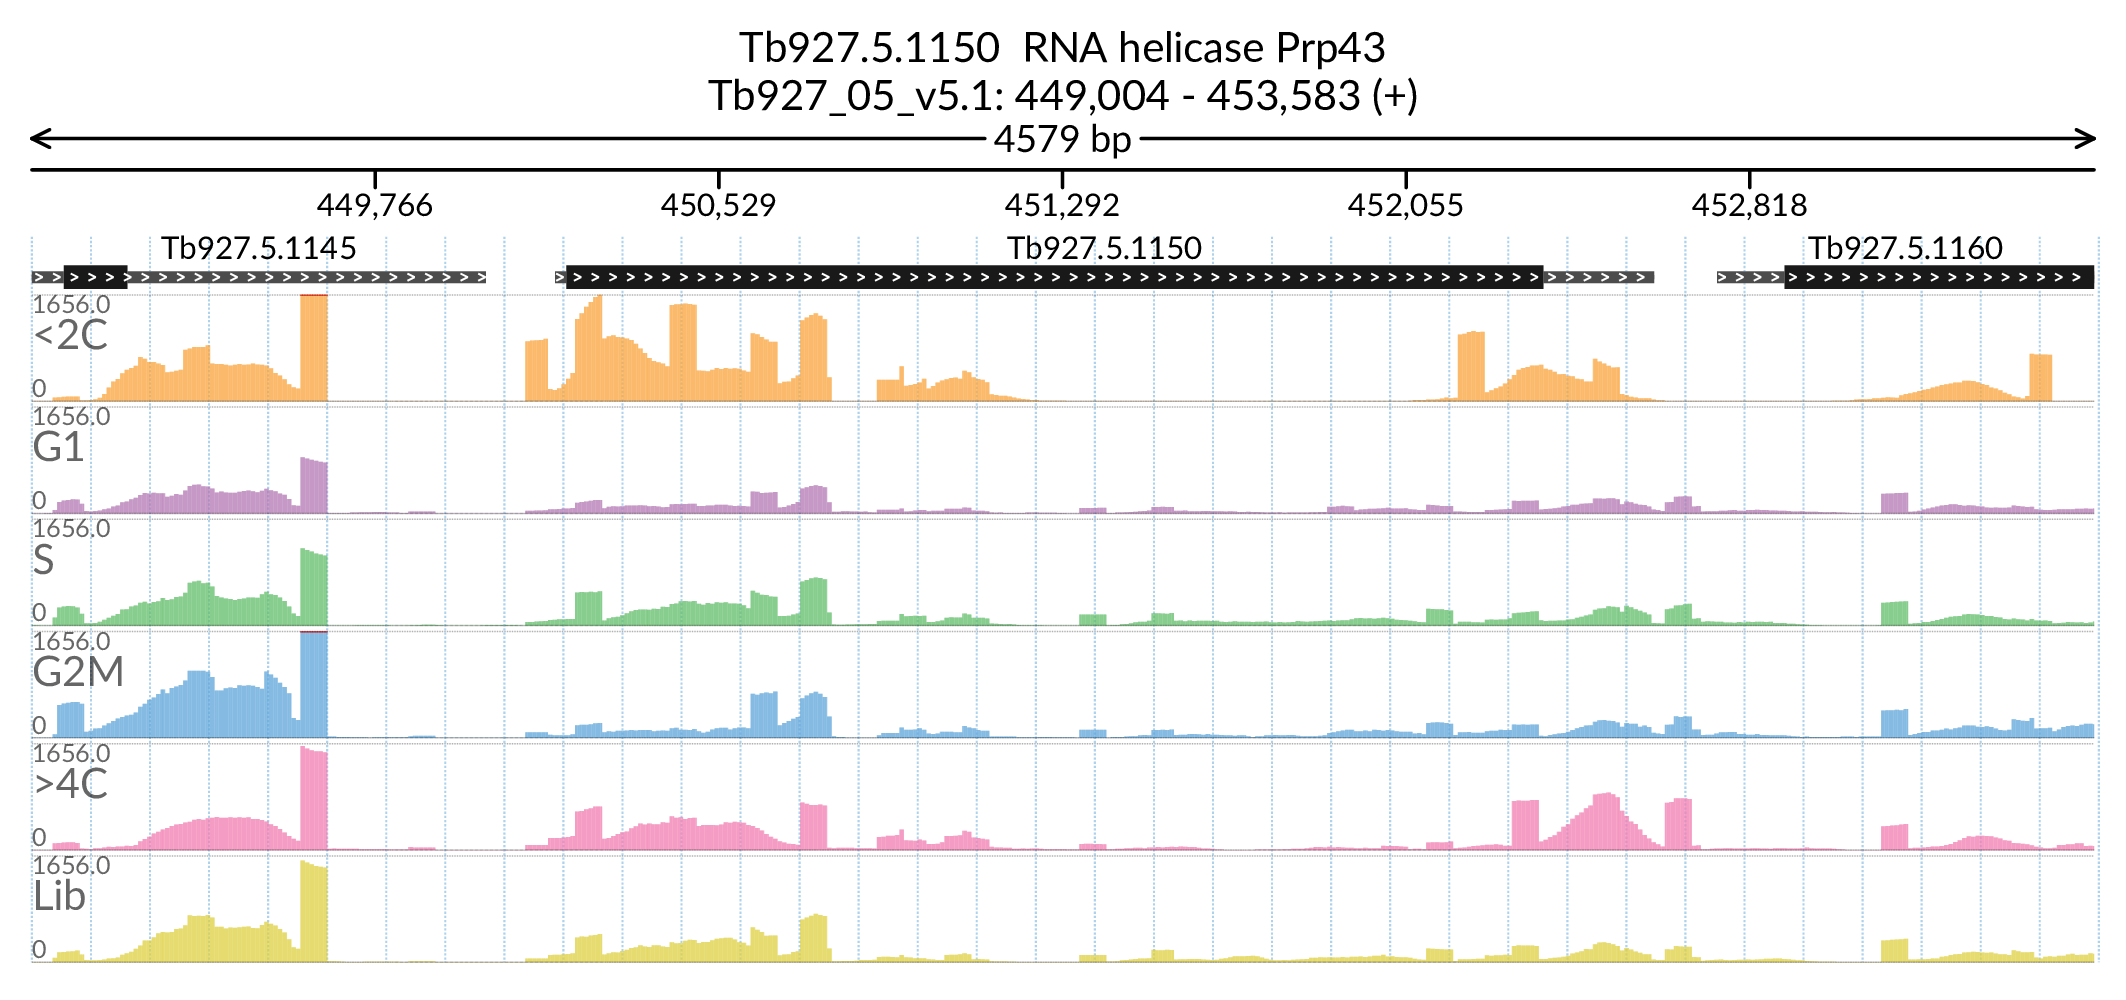 Tb927.5.1150  RNA helicase Prp43
Tb927_05_v5.1: 449,004 - 453,583 (+)
4579 bp
449,766 450,529 451,292 452,055 452,818
Tb927.5.1145 Tb927.5.1150 Tb927.5.1160
1656.0
<2C
0
1656.0
G1
0
1656.0
S
0
1656.0
G2M
0
1656.0
>4C
0
1656.0
Lib
0